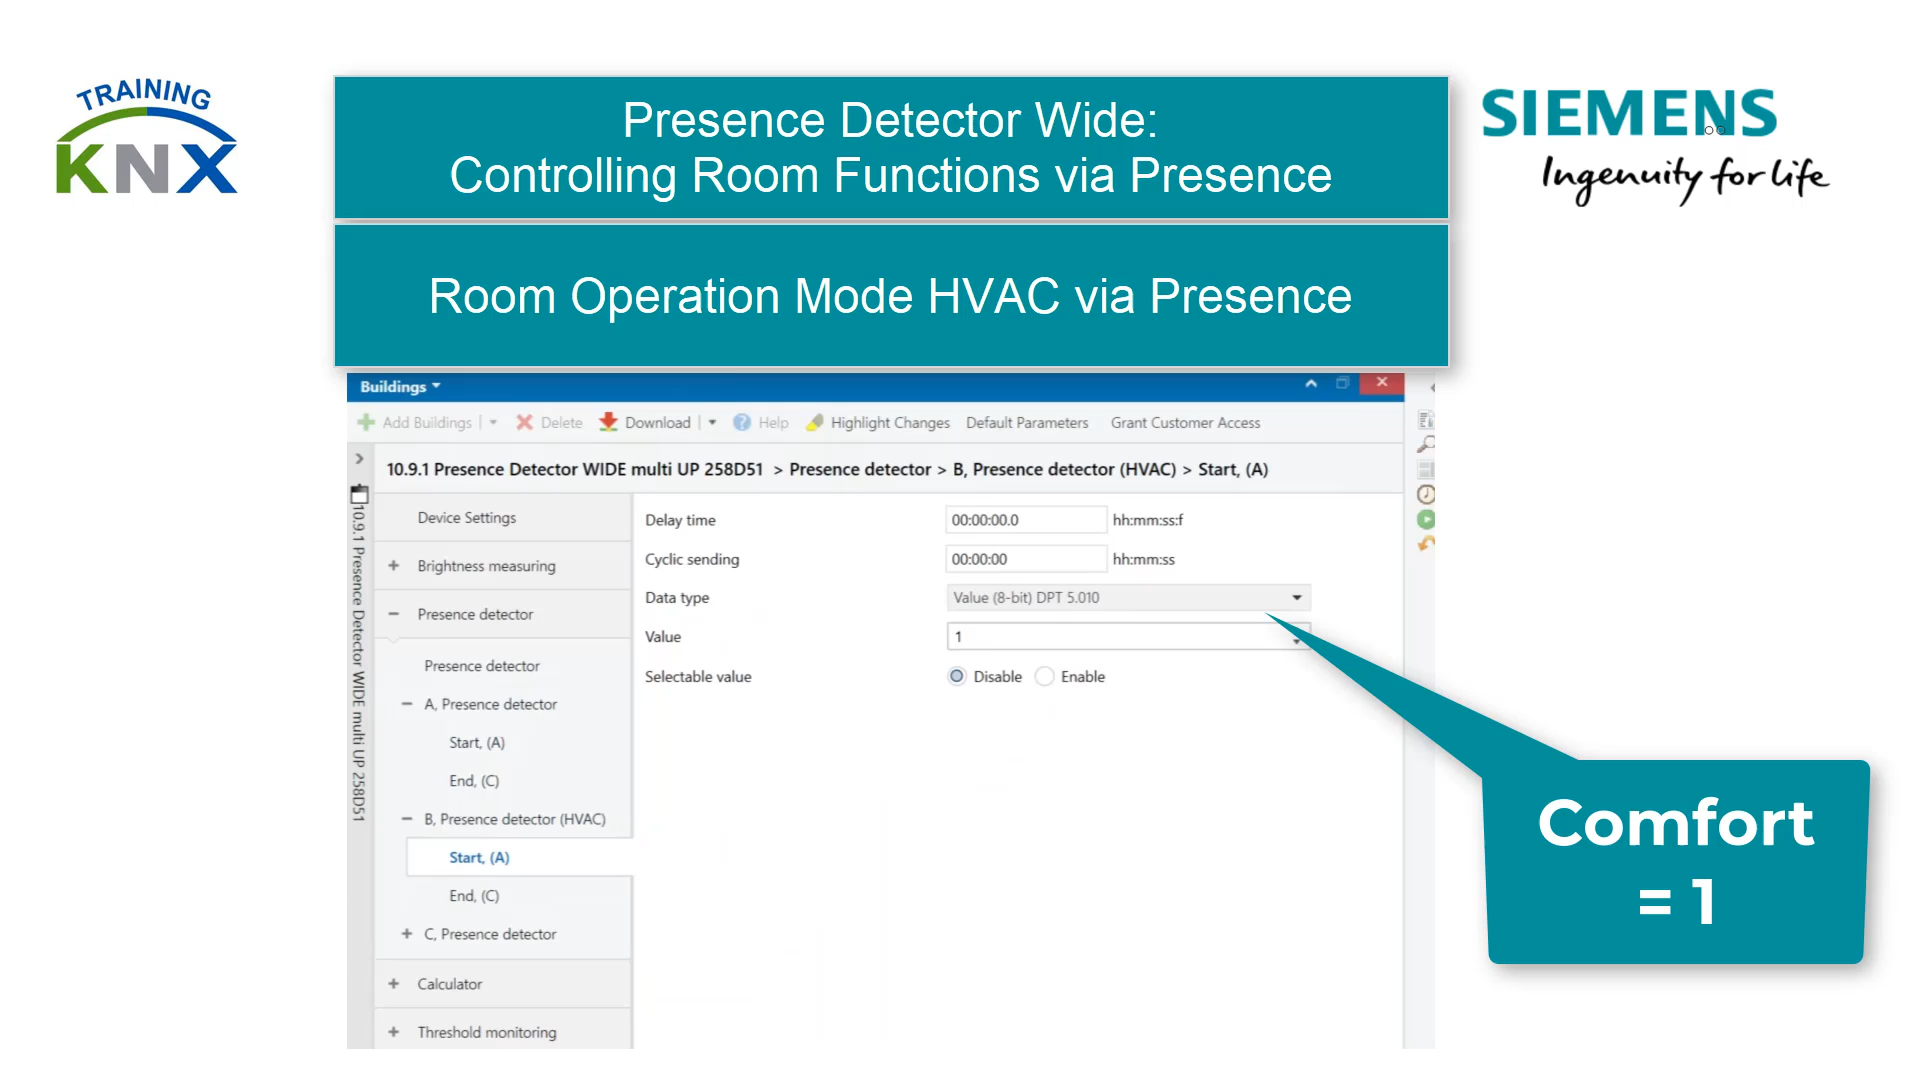 TRAINING
KNX
Presence Detector Wide:
Controlling Room Functions via Presence
SIEMENS
Ingenuity for life
Room Operation Mode HVAC via Presence
Buildings
Add Buildings
Delete
Download
Help
Highlight Changes
Default Parameters
Grant Customer Access
10.9.1 Presence Detector WIDE multi UP 258D51 > Presence detector > B, Presence detector (HVAC) > Start, (A)
10.9.1 Presence Detector WIDE multi UP 258D51
Device Settings
+ Brightness measuring
− Presence detector
Presence detector
− A, Presence detector
Start, (A)
End, (C)
− B, Presence detector (HVAC)
Start, (A)
End, (C)
+ C, Presence detector
+ Calculator
+ Threshold monitoring
Delay time 00:00:00.0 hh:mm:ss:f
Cyclic sending 00:00:00 hh:mm:ss
Data type Value (8-bit) DPT 5.010
Value 1
Selectable value Disable Enable
Comfort
= 1